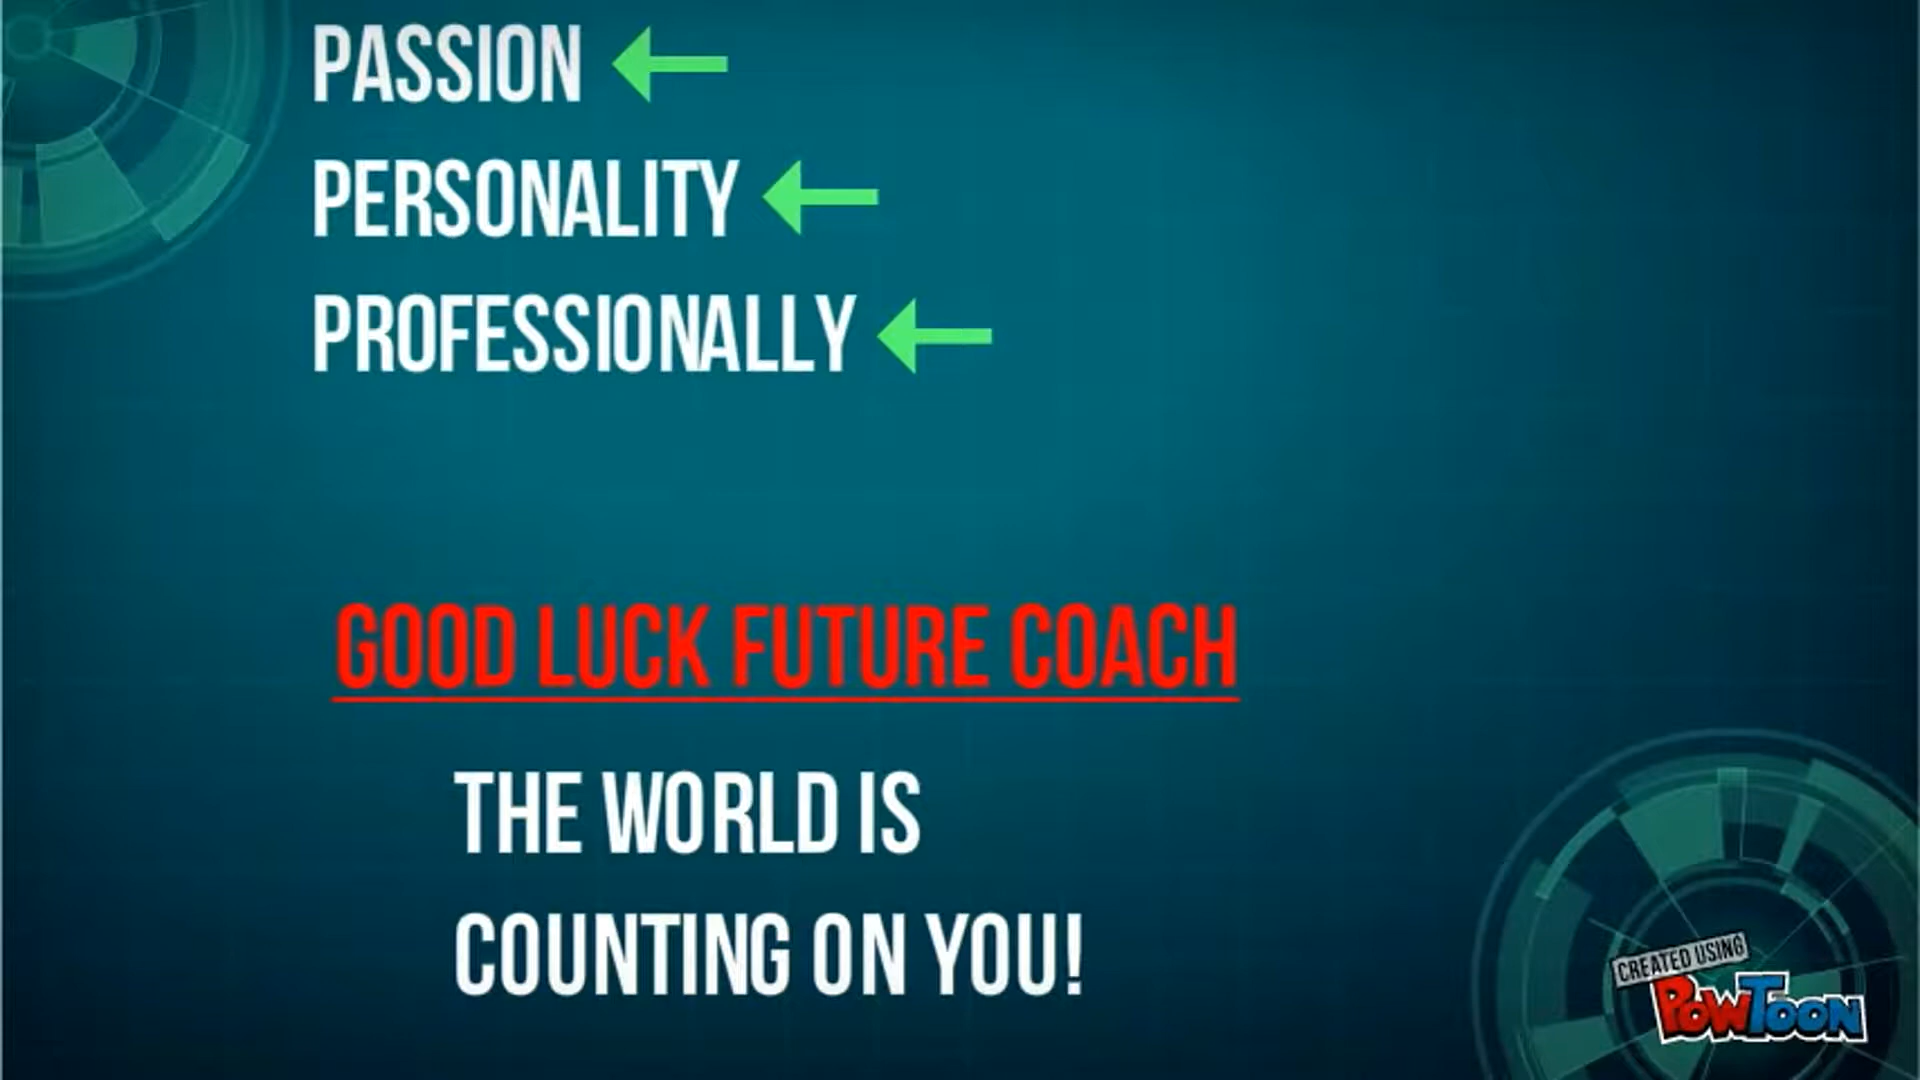 PASSION
PERSONALITY
PROFESSIONALLY
GOOD LUCK FUTURE COACH
THE WORLD IS
COUNTING ON YOU!
CREATED USING
POWTOON